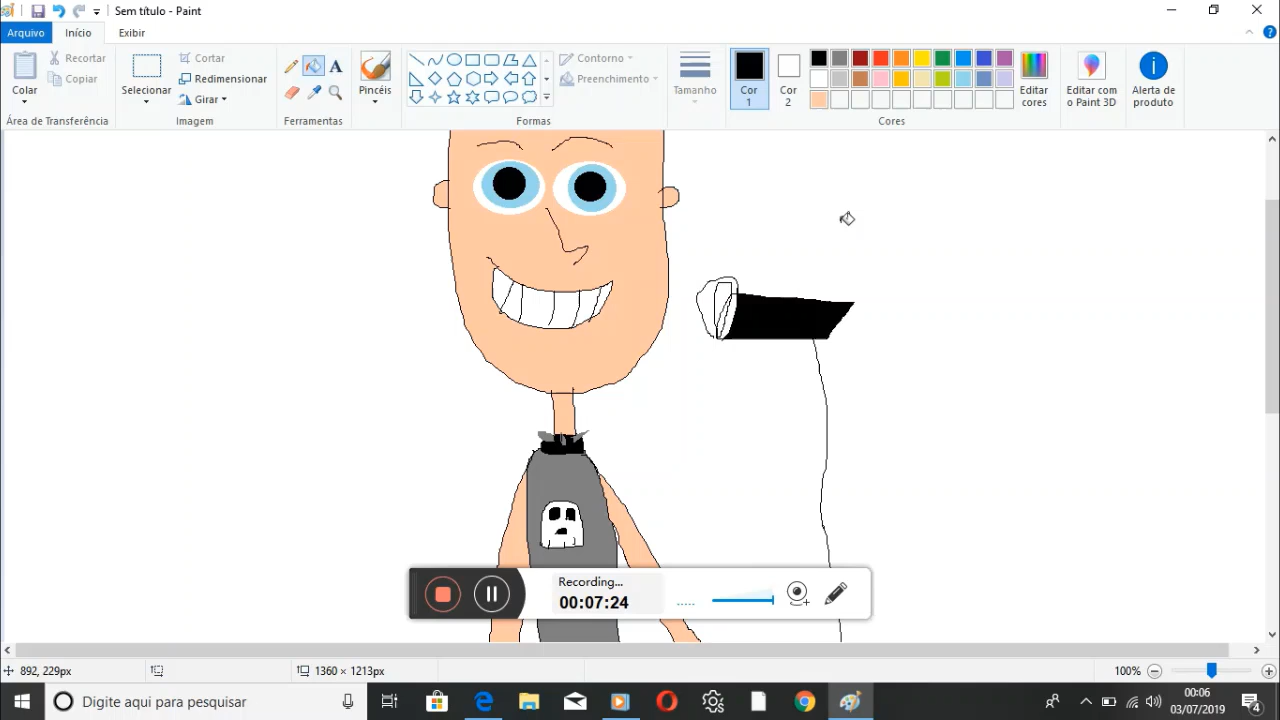 Sem título - Paint
Arquivo Início Exibir
Colar
Recortar
Copiar
Área de Transferência
Selecionar
Cortar
Redimensionar
Girar
Imagem
A
Ferramentas
Pincéis
Contorno
Preenchimento
Formas
Tamanho
Cor
1
Cor
2
Cores
Editar
cores
Editar com
o Paint 3D
Alerta de
produto
Recording...
00:07:24
892, 229px
1360 × 1213px
100%
Digite aqui para pesquisar
00:06
03/07/2019
4